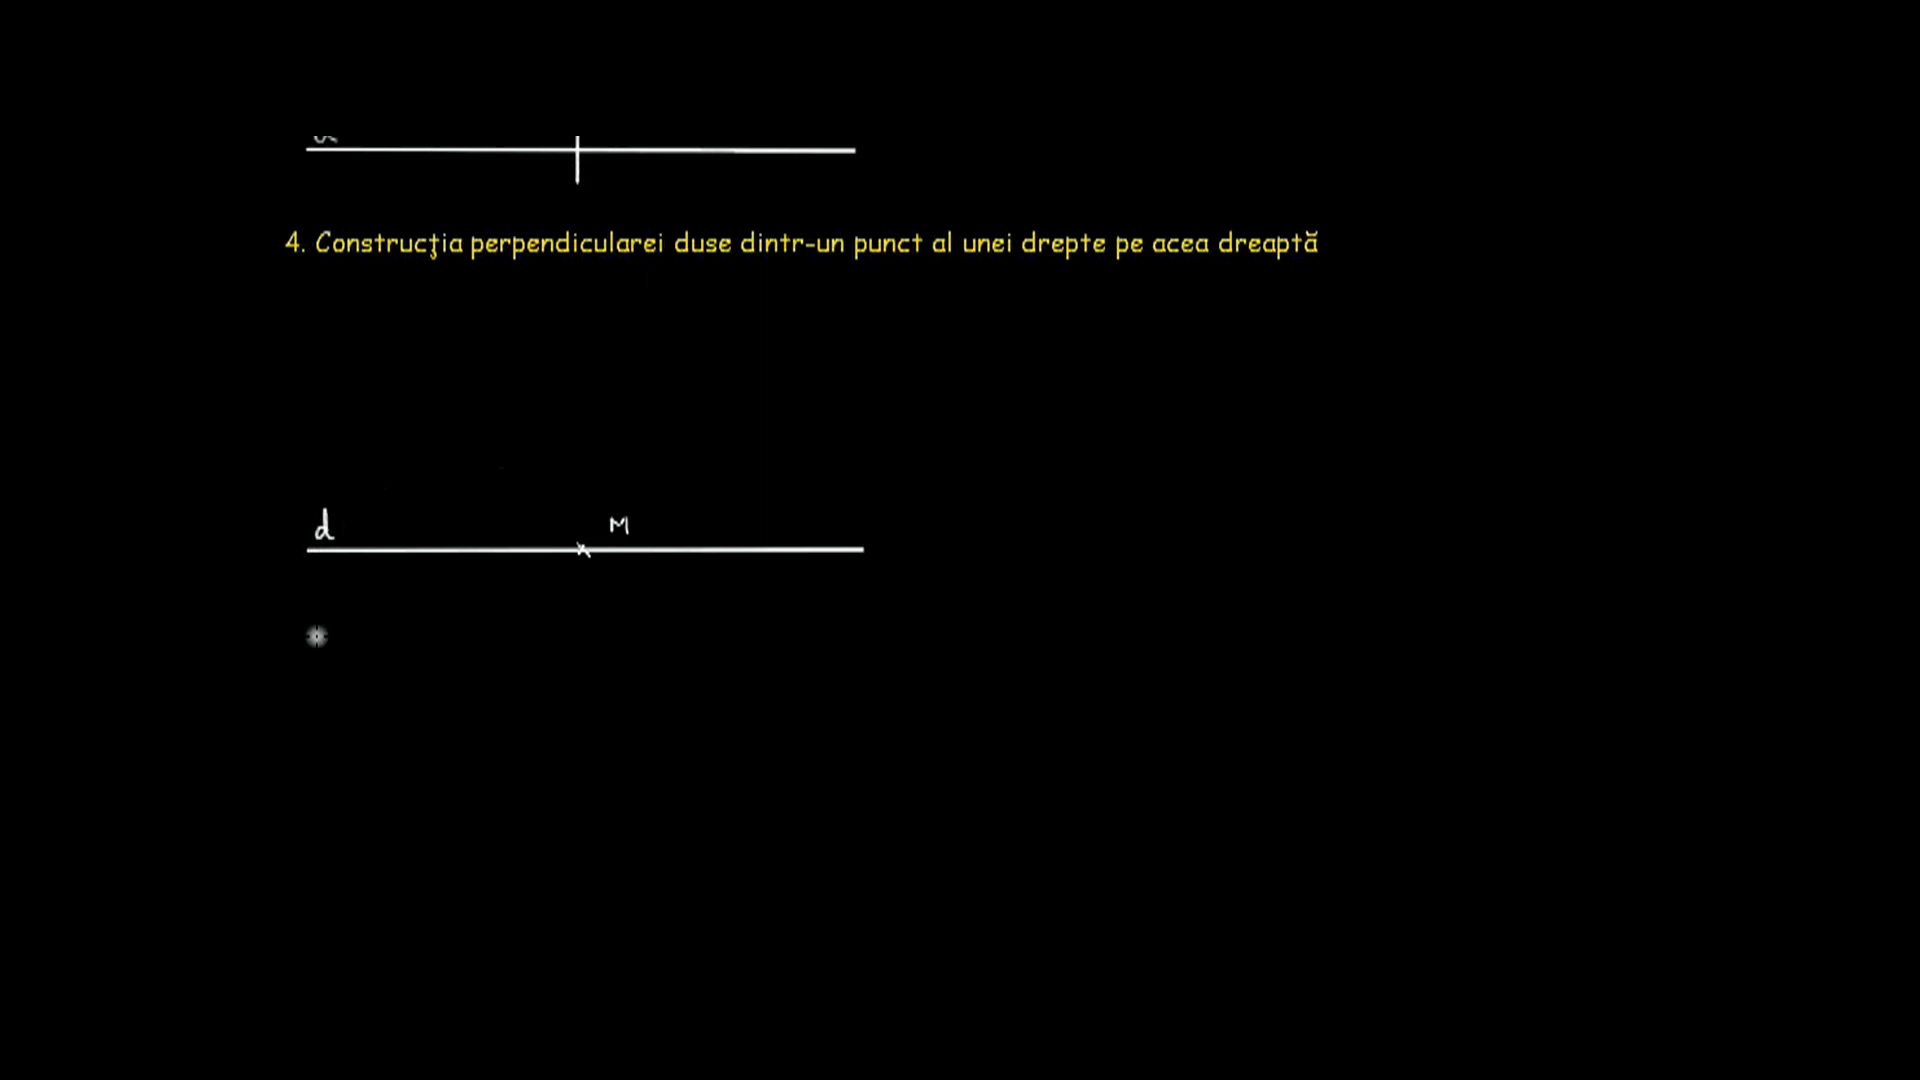 4. Construcţia perpendicularei duse dintr-un punct al unei drepte pe acea dreaptă
d M